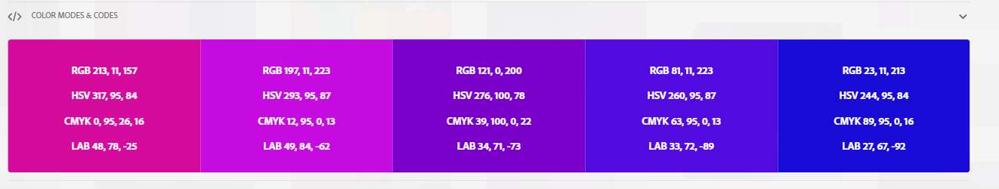 </> COLOR MODES & CODES
RGB 213, 11, 157
HSV 317, 95, 84
CMYK 0, 95, 26, 16
LAB 48, 78, -25
RGB 197, 11, 223
HSV 293, 95, 87
CMYK 12, 95, 0, 13
LAB 49, 84, -62
RGB 121, 0, 200
HSV 276, 100, 78
CMYK 39, 100, 0, 22
LAB 34, 71, -73
RGB 81, 11, 223
HSV 260, 95, 87
CMYK 63, 95, 0, 13
LAB 33, 72, -89
RGB 23, 11, 213
HSV 244, 95, 84
CMYK 89, 95, 0, 16
LAB 27, 67, -92